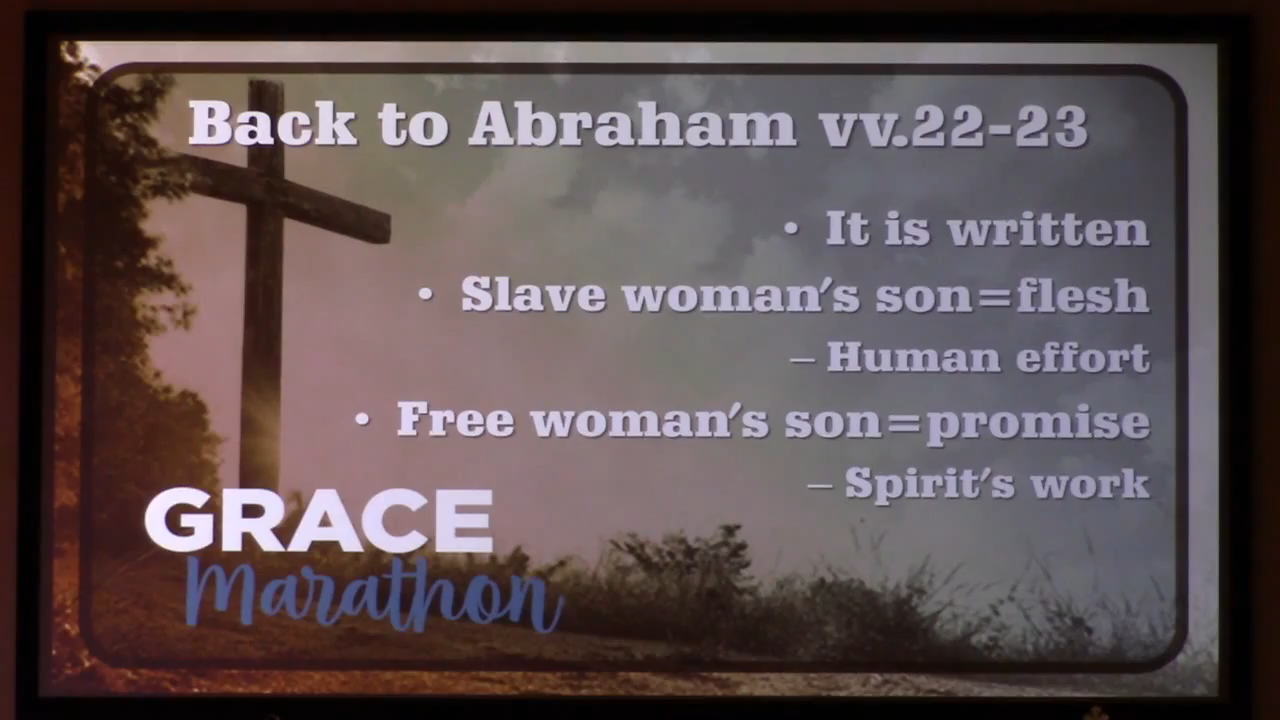 Back to Abraham vv.22-23
• It is written
• Slave woman's son=flesh
– Human effort
• Free woman's son=promise
– Spirit's work
GRACE
Marathon